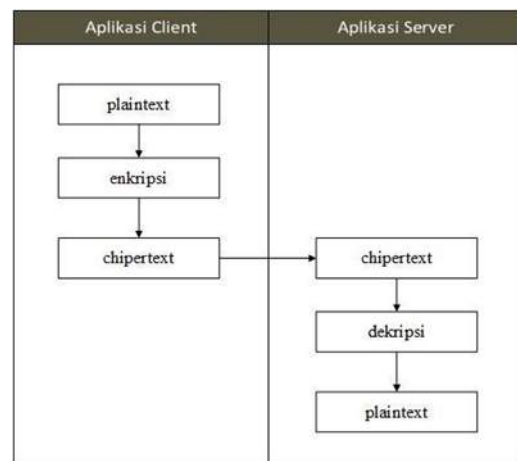 Aplikasi Client
Aplikasi Server
plaintext
enkripsi
chipertext
chipertext
dekripsi
plaintext